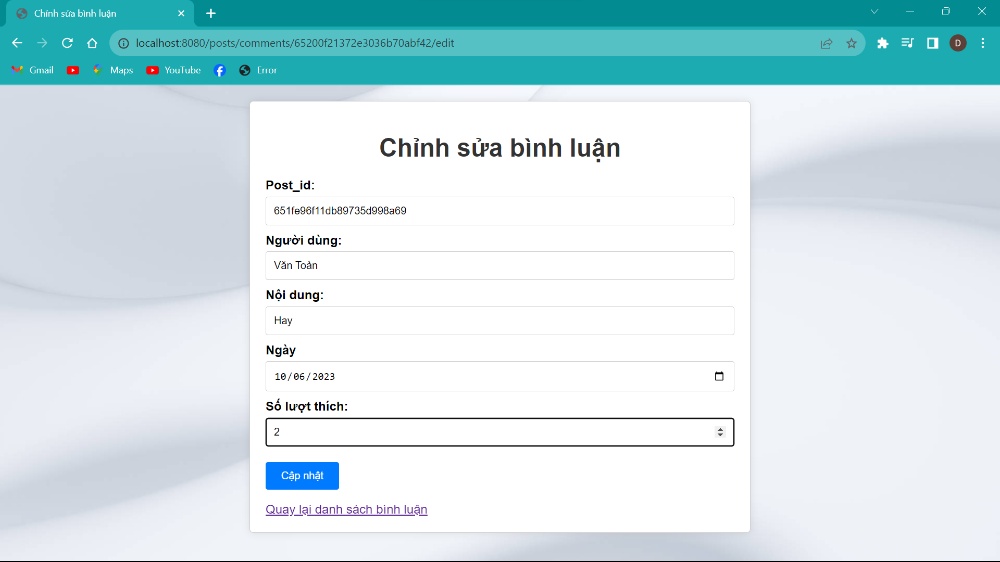 Chỉnh sửa bình luận
localhost:8080/posts/comments/65200f21372e3036b70abf42/edit
D
Gmail Maps YouTube Error
Chỉnh sửa bình luận
Post_id:
651fe96f11db89735d998a69
Người dùng:
Văn Toàn
Nội dung:
Hay
Ngày
10/06/2023
Số lượt thích:
2
Cập nhật
Quay lại danh sách bình luận